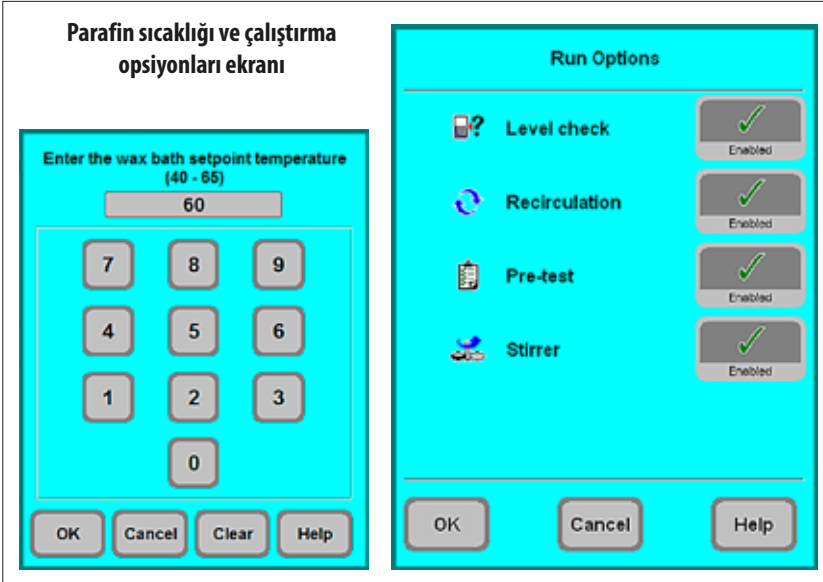 Parafin sıcaklığı ve çalıştırma
opsiyonları ekranı
Enter the wax bath setpoint temperature
(40 - 65)
60
7 8 9
4 5 6
1 2 3
0
OK Cancel Clear Help
Run Options
Level check
Enabled
Recirculation
Enabled
Pre-test
Enabled
Stirrer
Enabled
OK Cancel Help